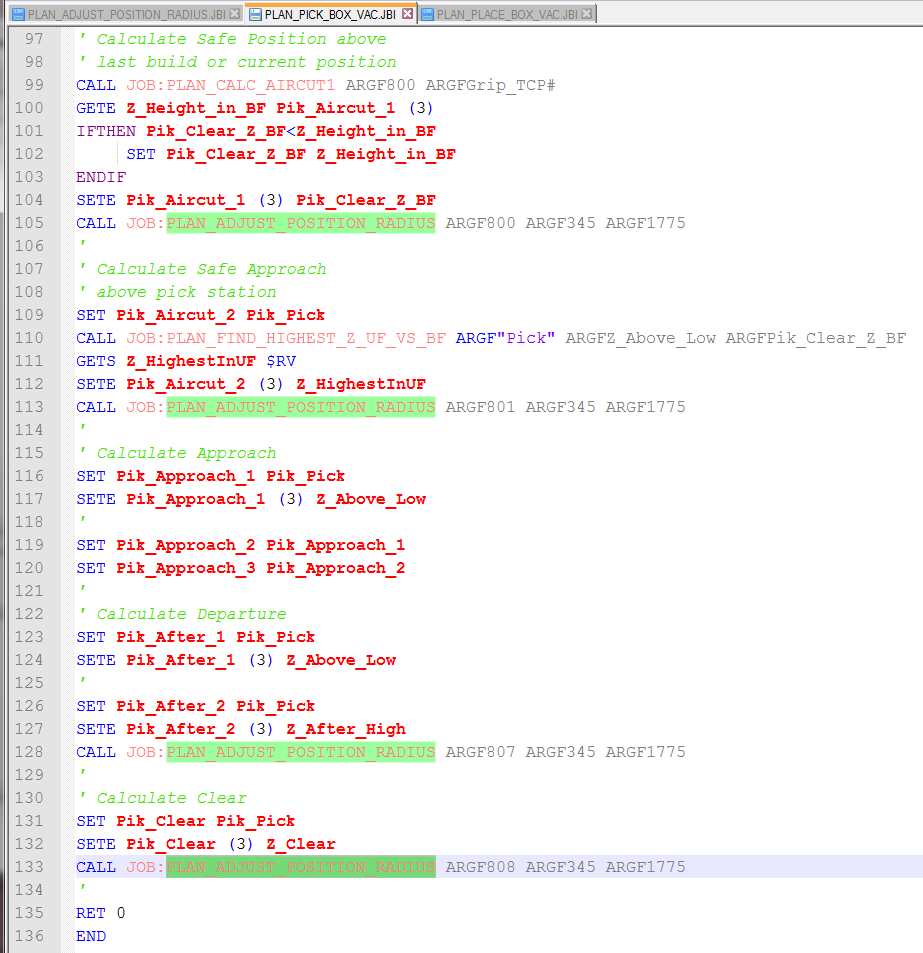 PLAN_ADJUST_POSITION_RADIUS.JBI PLAN_PICK_BOX_VAC.JBI PLAN_PLACE_BOX_VAC.JBI
97 ' Calculate Safe Position above
98 ' last build or current position
99 CALL JOB:PLAN_CALC_AIRCUT1 ARGF800 ARGFGrip_TCP#
100 GETE Z_Height_in_BF Pik_Aircut_1 (3)
101 IFTHEN Pik_Clear_Z_BF<Z_Height_in_BF
102 SET Pik_Clear_Z_BF Z_Height_in_BF
103 ENDIF
104 SETE Pik_Aircut_1 (3) Pik_Clear_Z_BF
105 CALL JOB:PLAN_ADJUST_POSITION_RADIUS ARGF800 ARGF345 ARGF1775
106 '
107 ' Calculate Safe Approach
108 ' above pick station
109 SET Pik_Aircut_2 Pik_Pick
110 CALL JOB:PLAN_FIND_HIGHEST_Z_UF_VS_BF ARGF"Pick" ARGFZ_Above_Low ARGFPik_Clear_Z_BF
111 GETS Z_HighestInUF $RV
112 SETE Pik_Aircut_2 (3) Z_HighestInUF
113 CALL JOB:PLAN_ADJUST_POSITION_RADIUS ARGF801 ARGF345 ARGF1775
114 '
115 ' Calculate Approach
116 SET Pik_Approach_1 Pik_Pick
117 SETE Pik_Approach_1 (3) Z_Above_Low
118 '
119 SET Pik_Approach_2 Pik_Approach_1
120 SET Pik_Approach_3 Pik_Approach_2
121 '
122 ' Calculate Departure
123 SET Pik_After_1 Pik_Pick
124 SETE Pik_After_1 (3) Z_Above_Low
125 '
126 SET Pik_After_2 Pik_Pick
127 SETE Pik_After_2 (3) Z_After_High
128 CALL JOB:PLAN_ADJUST_POSITION_RADIUS ARGF807 ARGF345 ARGF1775
129 '
130 ' Calculate Clear
131 SET Pik_Clear Pik_Pick
132 SETE Pik_Clear (3) Z_Clear
133 CALL JOB:PLAN_ADJUST_POSITION_RADIUS ARGF808 ARGF345 ARGF1775
134 '
135 RET 0
136 END